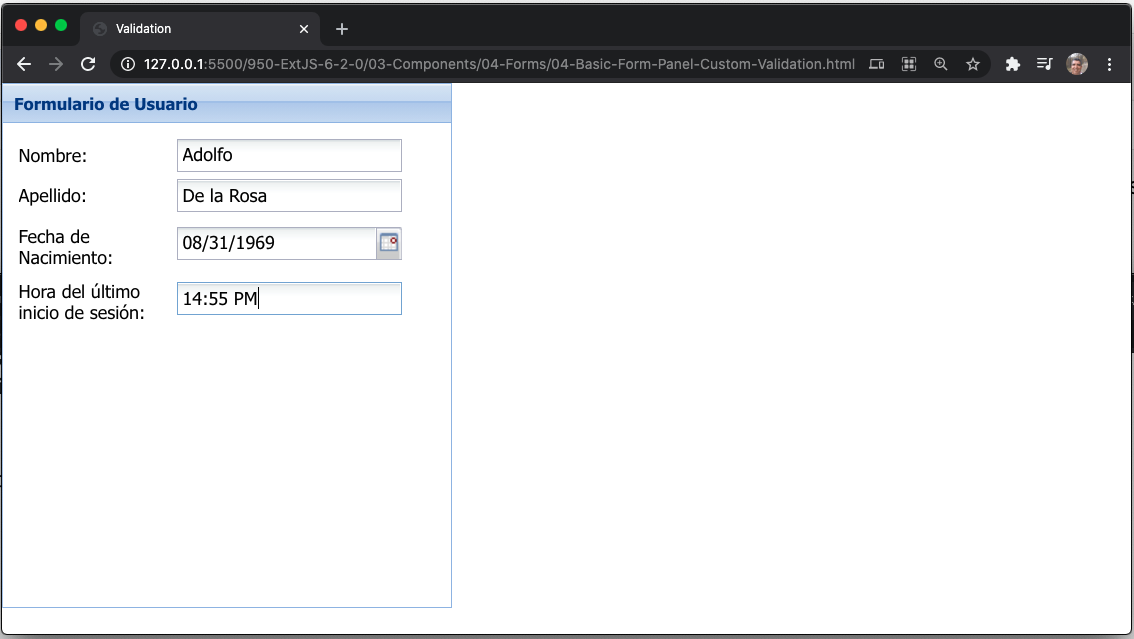 Validation
127.0.0.1:5500/950-ExtJS-6-2-0/03-Components/04-Forms/04-Basic-Form-Panel-Custom-Validation.html
Formulario de Usuario
Nombre: Adolfo
Apellido: De la Rosa
Fecha de
Nacimiento: 08/31/1969
Hora del último
inicio de sesión: 14:55 PM